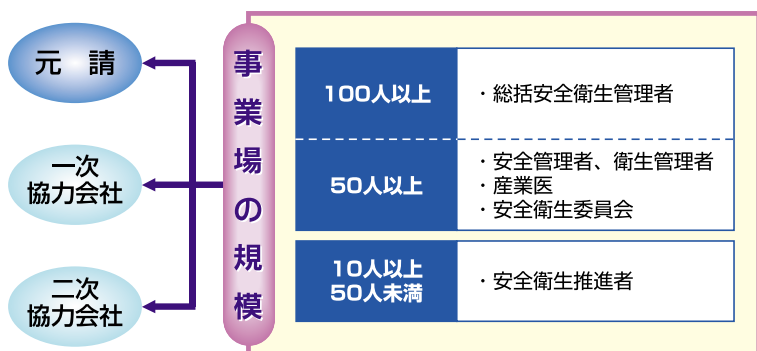 元　請
一次
協力会社
二次
協力会社
事業場の規模
100人以上
・総括安全衛生管理者
50人以上
・安全管理者、衛生管理者
・産業医
・安全衛生委員会
10人以上
50人未満
・安全衛生推進者